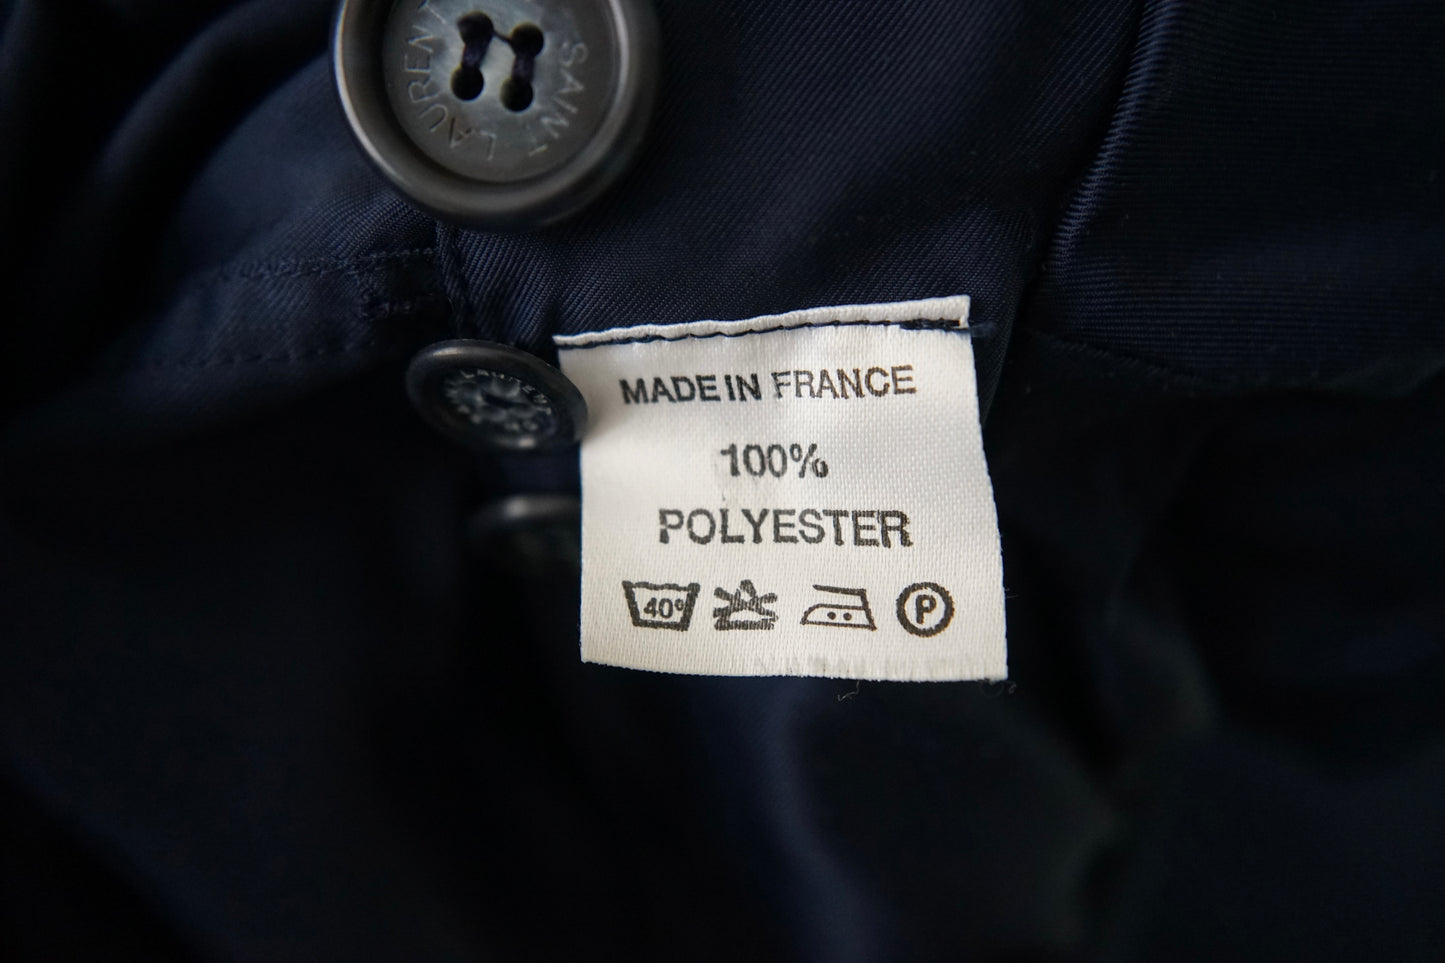 SAINT LAURENT
MADE IN FRANCE
100%
POLYESTER
40°
P